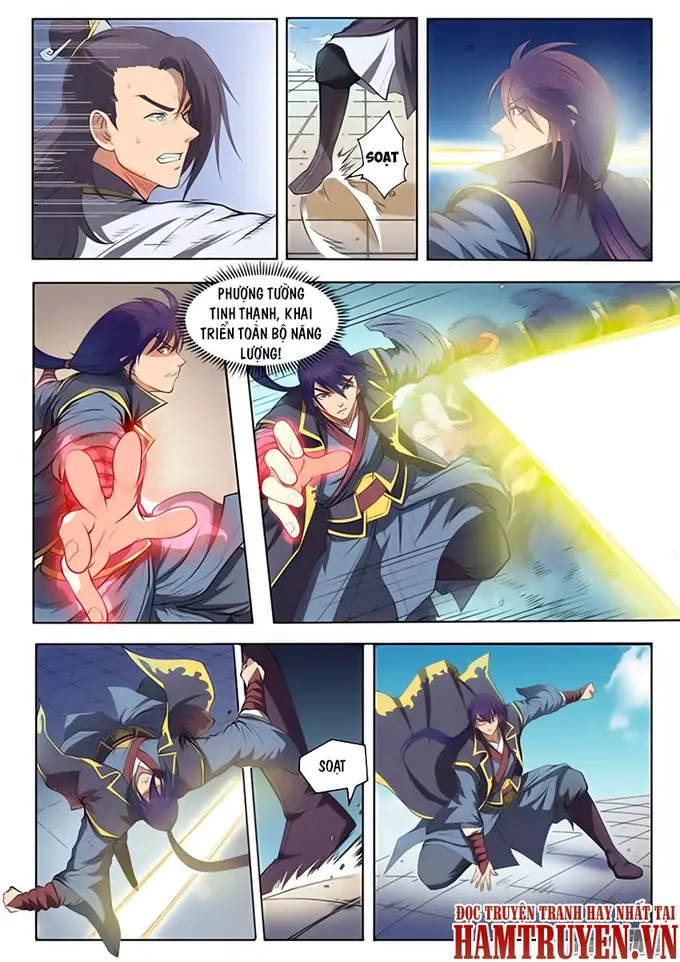 SOẠT
PHƯỢNG TƯỜNG
TINH THẠNH, KHAI
TRIỂN TOÀN BỘ NĂNG
LƯỢNG!
SOẠT
ĐỌC TRUYỆN TRANH HAY NHẤT TẠI
HAMTRUYEN.VN